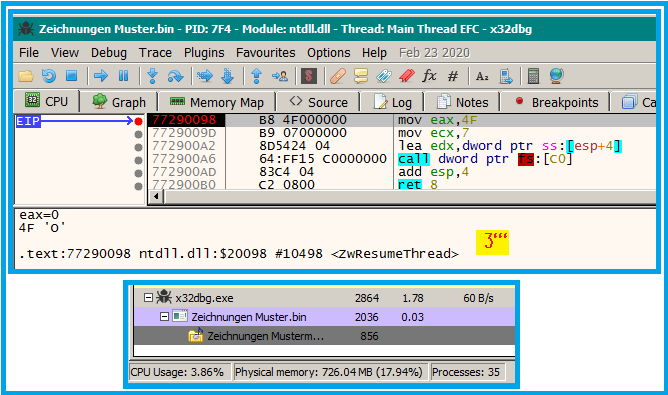 Zeichnungen Muster.bin - PID: 7F4 - Module: ntdll.dll - Thread: Main Thread EFC - x32dbg
File View Debug Trace Plugins Favourites Options Help Feb 23 2020
CPU Graph Memory Map Source Log Notes Breakpoints
EIP 77290098 B8 4F000000 mov eax,4F
7729009D B9 07000000 mov ecx,7
772900A2 8D5424 04 lea edx,dword ptr ss:[esp+4]
772900A6 64:FF15 C0000000 call dword ptr fs:[C0]
772900AD 83C4 04 add esp,4
772900B0 C2 0800 ret 8
eax=0
4F 'O'
.text:77290098 ntdll.dll:$20098 #10498 <ZwResumeThread>
x32dbg.exe 2864 1.78 60 B/s
Zeichnungen Muster.bin 2036 0.03
Zeichnungen Musterm... 856
CPU Usage: 3.86% Physical memory: 726.04 MB (17.94%) Processes: 35